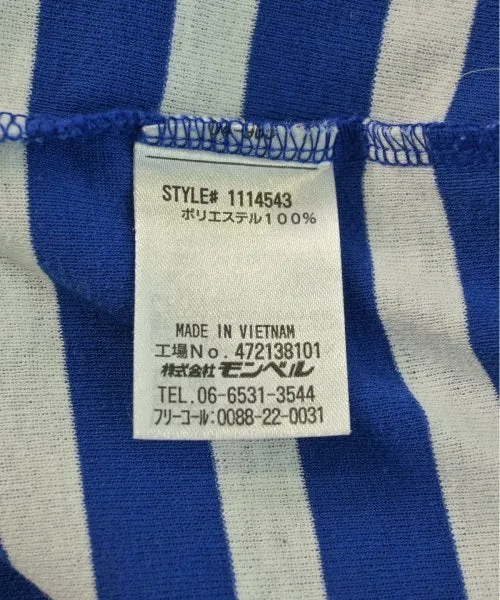 STYLE# 1114543
ポリエステル100%
MADE IN VIETNAM
工場No. 472138101
株式会社モンベル
TEL. 06-6531-3544
フリーコール:0088-22-0031